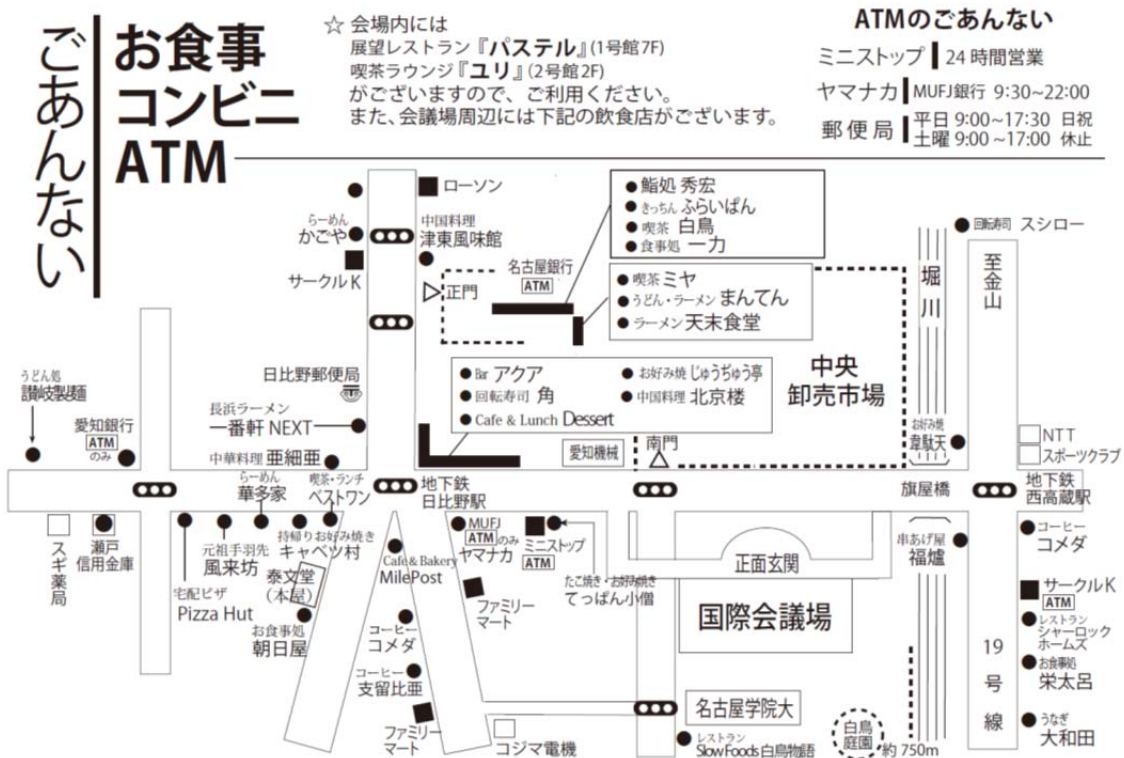 ごあんない
お食事
コンビニ
ATM
☆ 会場内には
展望レストラン『パステル』(1号館7F)
喫茶ラウンジ『ユリ』(2号館2F)
がございますので、ご利用ください。
また、会議場周辺には下記の飲食店がございます。
ATMのごあんない
ミニストップ 24時間営業
ヤマナカ MUFJ銀行 9:30~22:00
郵便局 平日 9:00~17:30 日祝
土曜 9:00~17:00 休止
ローソン
らーめん
かごや
サークルK
中国料理
津東風味館
正門
名古屋銀行
ATM
鮨処 秀宏
きっちん ふらいぱん
喫茶 白鳥
食事処 一力
喫茶 ミヤ
うどん・ラーメン まんてん
ラーメン 天末食堂
中央
卸売市場
堀川
回転寿司 スシロー
至金山
うどん処
讃岐製麺
愛知銀行
ATM
のみ
日比野郵便局
長浜ラーメン
一番軒 NEXT
中華料理 亜細亜
Bar アクア
回転寿司 角
Cafe & Lunch Dessert
お好み焼 じゅうぢゅう亭
中国料理 北京楼
愛知機械
南門
お好み焼
韋駄天
NTT
スポーツクラブ
らーめん
華多家
喫茶・ランチ
ベストワン
地下鉄
日比野駅
旗屋橋
地下鉄
西高蔵駅
スギ薬局
瀬戸
信用金庫
元祖手羽先
風来坊
持帰りお好み焼き
キャベツ村
宅配ピザ
Pizza Hut
泰文堂
(本屋)
お食事処
朝日屋
Cafe & Bakery
MilePost
MUFJ
ATMのみ
ヤマナカ
ミニストップ
ATM
たこ焼き・お好み焼き
てっぱん小僧
ファミリー
マート
コーヒー
コメダ
コーヒー
支留比亜
ファミリー
マート
コジマ電機
正面玄関
国際会議場
名古屋学院大
レストラン
Slow Foods 白鳥物語
白鳥
庭園
約750m
串あげ屋
福爐
19号線
コーヒー
コメダ
サークルK
ATM
レストラン
シャーロック
ホームズ
お食事処
栄太呂
うなぎ
大和田